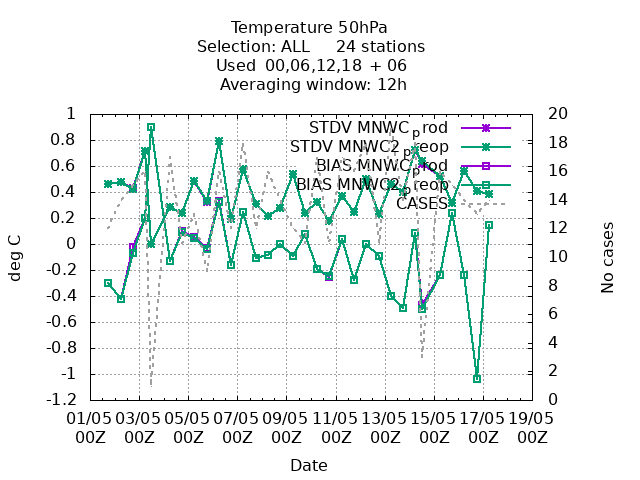 Temperature 50hPa
Selection: ALL 24 stations
Used 00,06,12,18 + 06
Averaging window: 12h
STDV MNWC_prod
STDV MNWC2_preop
BIAS MNWC_prod
BIAS MNWC2_preop
CASES
1
0.8
0.6
0.4
0.2
0
-0.2
-0.4
-0.6
-0.8
-1
-1.2
deg C
20
18
16
14
12
10
8
6
4
2
0
No cases
01/05 03/05 05/05 07/05 09/05 11/05 13/05 15/05 17/05 19/05
00Z 00Z 00Z 00Z 00Z 00Z 00Z 00Z 00Z 00Z
Date